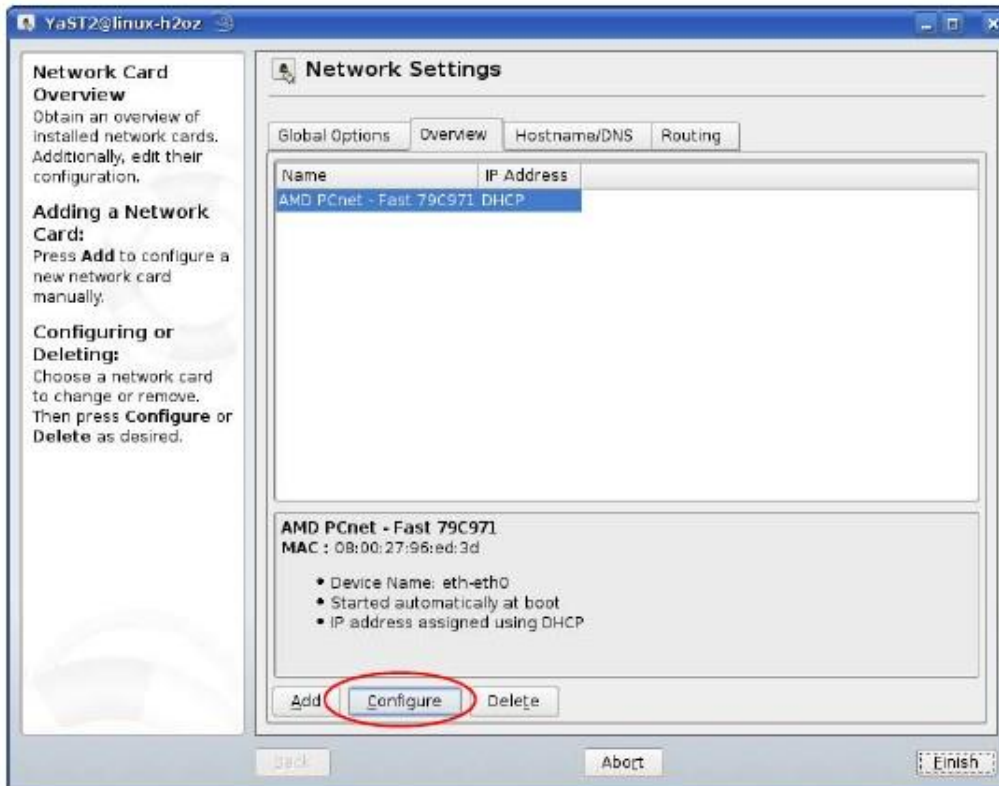 YaST2@linux-h2oz
Network Card
Overview
Obtain an overview of
installed network cards.
Additionally, edit their
configuration.
Adding a Network
Card:
Press Add to configure a
new network card
manually.
Configuring or
Deleting:
Choose a network card
to change or remove.
Then press Configure or
Delete as desired.
Network Settings
Global Options Overview Hostname/DNS Routing
Name IP Address
AMD PCnet - Fast 79C971 DHCP
AMD PCnet - Fast 79C971
MAC : 08:00:27:96:ed:3d
• Device Name: eth-eth0
• Started automatically at boot
• IP address assigned using DHCP
Add Configure Delete
Back Abort Finish